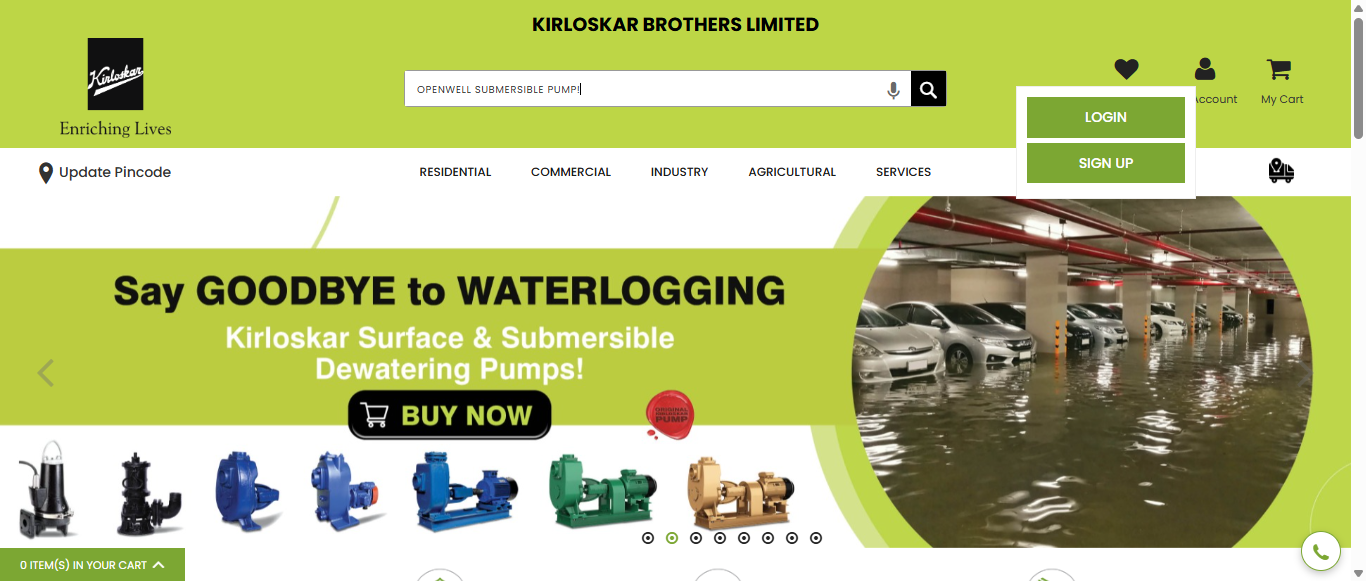 KIRLOSKAR BROTHERS LIMITED
Kirloskar
Enriching Lives
OPENWELL SUBMERSIBLE PUMP!
Account
My Cart
LOGIN
SIGN UP
Update Pincode
RESIDENTIAL
COMMERCIAL
INDUSTRY
AGRICULTURAL
SERVICES
Say GOODBYE to WATERLOGGING
Kirloskar Surface & Submersible
Dewatering Pumps!
BUY NOW
ORIGINAL
KIRLOSKAR
PUMP
0 ITEM(S) IN YOUR CART